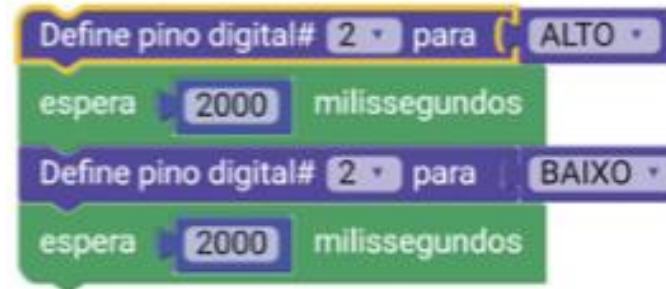 Define pino digital# 2 para ALTO
espera 2000 milissegundos
Define pino digital# 2 para BAIXO
espera 2000 milissegundos